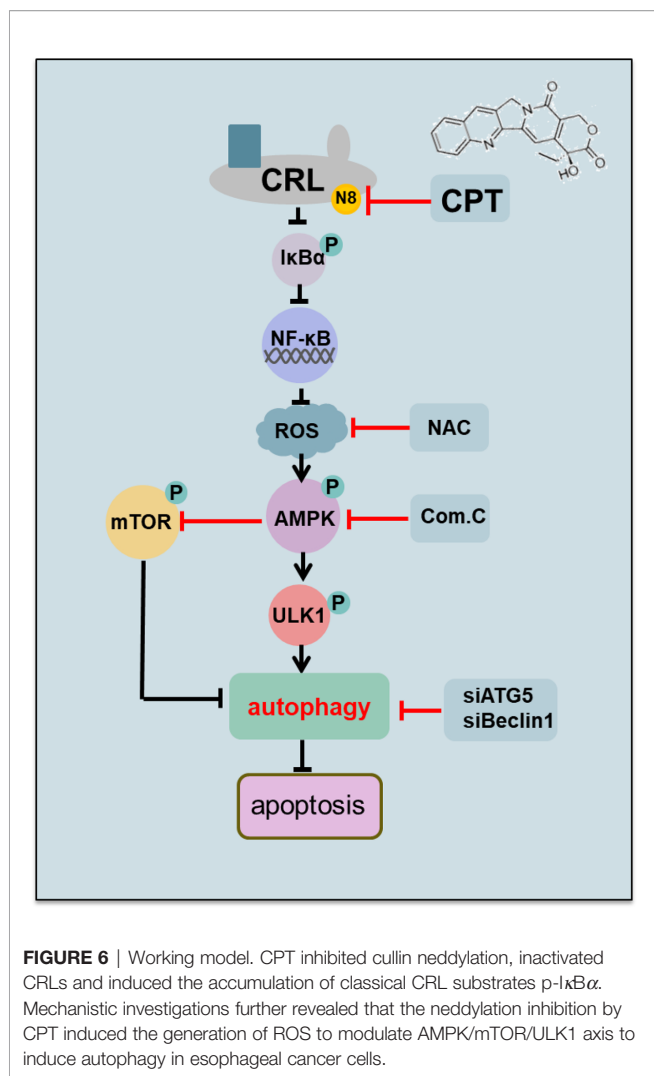 O
N
N
O
O
HO
CRL
N8
CPT
P
IκBα
NF-κB
ROS
NAC
P
P
mTOR
AMPK
Com.C
ULK1
P
autophagy
siATG5
siBeclin1
apoptosis
FIGURE 6 | Working model. CPT inhibited cullin neddylation, inactivated
CRLs and induced the accumulation of classical CRL substrates p-IκBα.
Mechanistic investigations further revealed that the neddylation inhibition by
CPT induced the generation of ROS to modulate AMPK/mTOR/ULK1 axis to
induce autophagy in esophageal cancer cells.